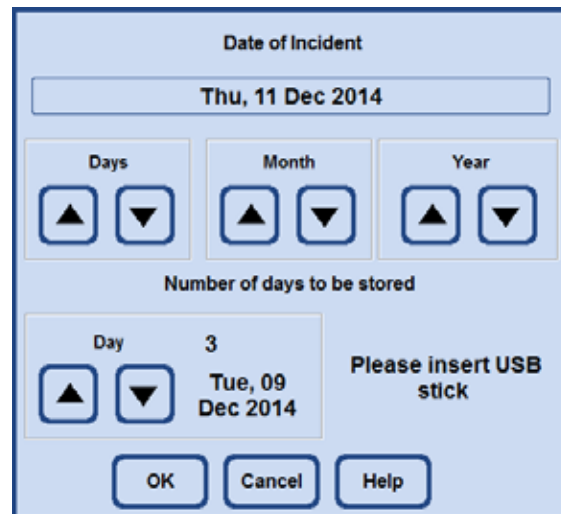 Date of Incident
Thu, 11 Dec 2014
Days
Month
Year
Number of days to be stored
Day
3
Tue, 09
Dec 2014
Please insert USB
stick
OK
Cancel
Help